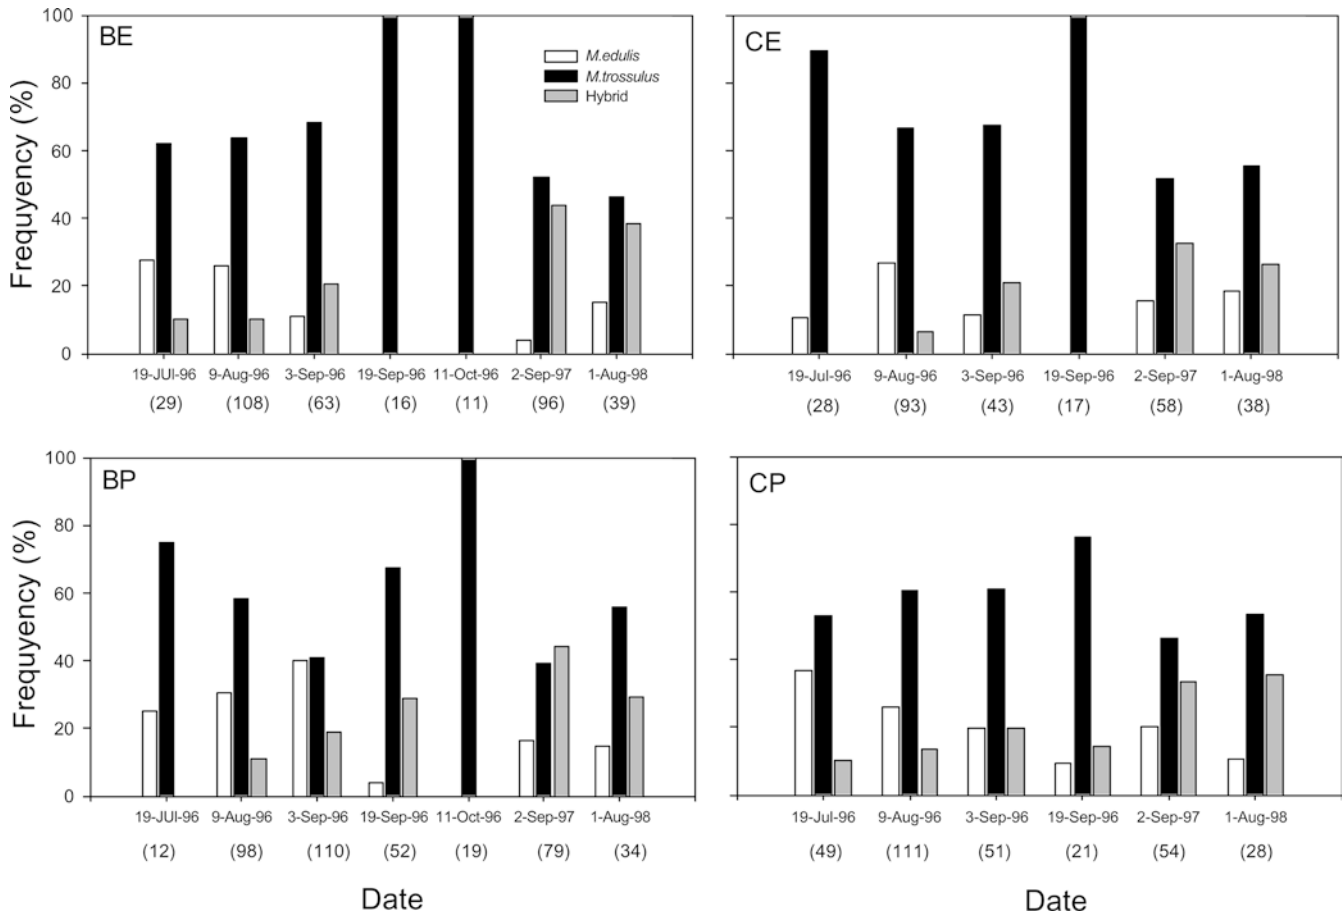 BE
M.edulis
M.trossulus
Hybrid
Frequyency (%)
100
80
60
40
20
0
19-JUl-96 9-Aug-96 3-Sep-96 19-Sep-96 11-Oct-96 2-Sep-97 1-Aug-98
(29) (108) (63) (16) (11) (96) (39)
CE
19-Jul-96 9-Aug-96 3-Sep-96 19-Sep-96 2-Sep-97 1-Aug-98
(28) (93) (43) (17) (58) (38)
BP
Frequyency (%)
100
80
60
40
20
0
19-JUl-96 9-Aug-96 3-Sep-96 19-Sep-96 11-Oct-96 2-Sep-97 1-Aug-98
(12) (98) (110) (52) (19) (79) (34)
Date
CP
19-Jul-96 9-Aug-96 3-Sep-96 19-Sep-96 2-Sep-97 1-Aug-98
(49) (111) (51) (21) (54) (28)
Date